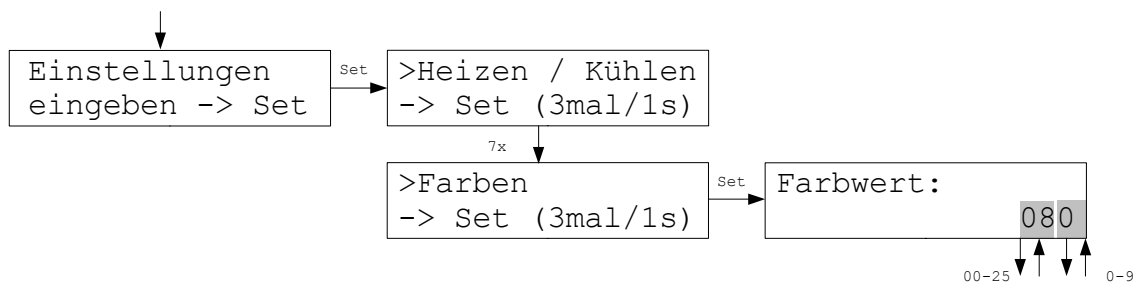 Einstellungen
eingeben -> Set
Set
>Heizen / Kühlen
-> Set (3mal/1s)
7x
>Farben
-> Set (3mal/1s)
Set
Farbwert:
080
00-25
0-9